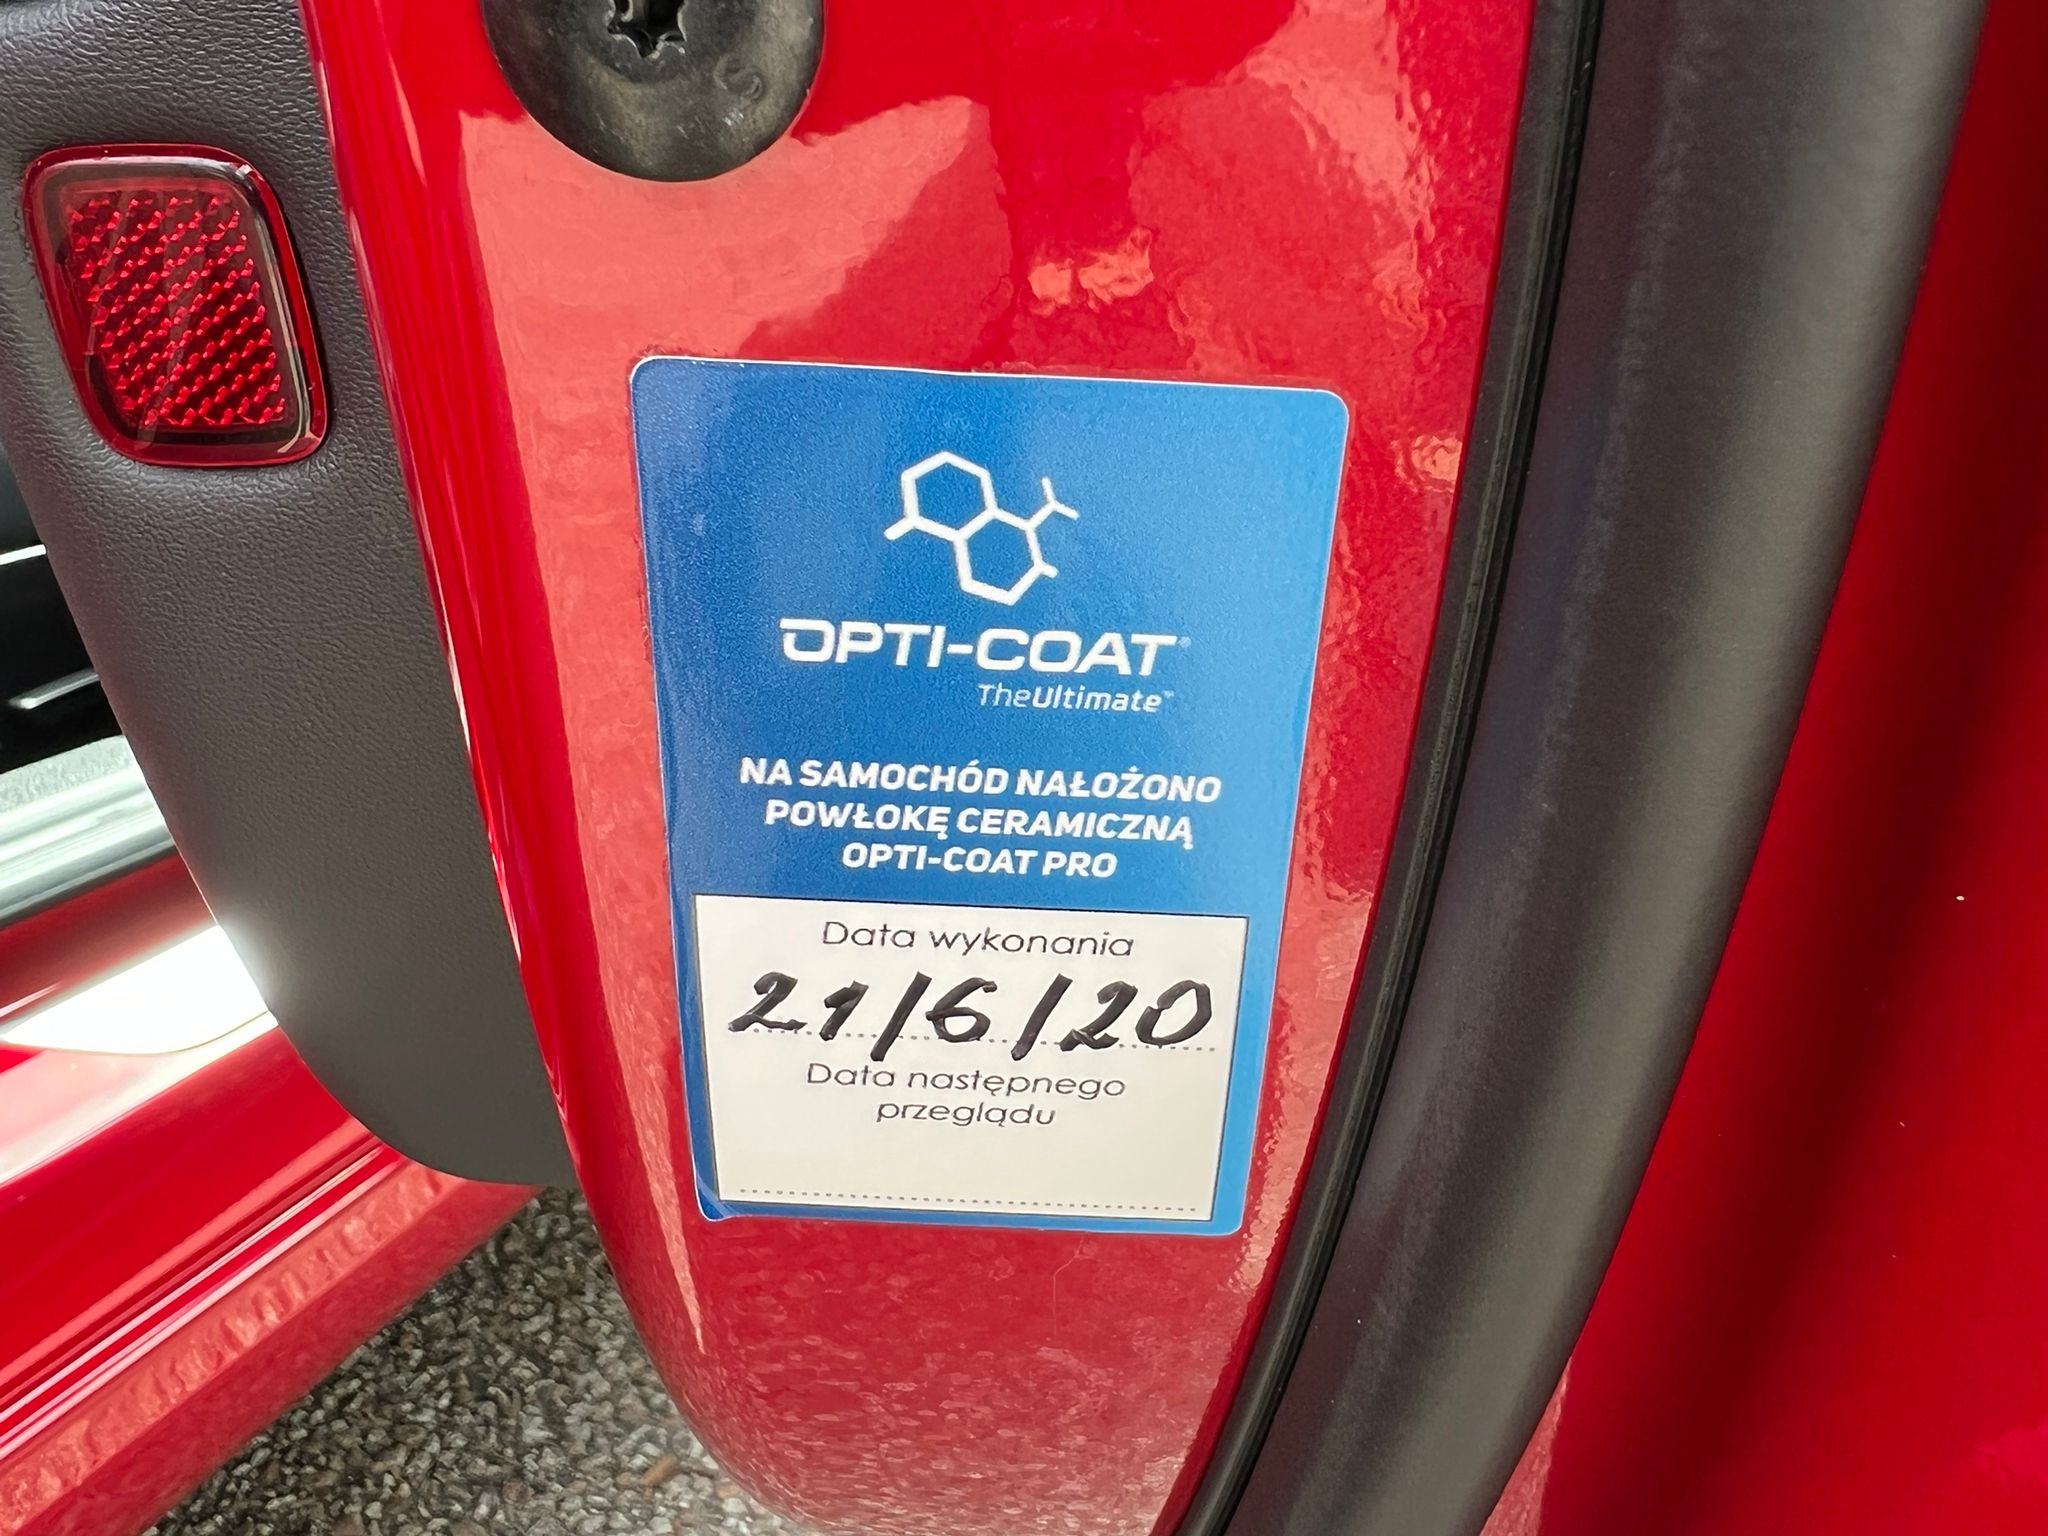 OPTI-COAT®
TheUltimate™
NA SAMOCHÓD NAŁOŻONO
POWŁOKĘ CERAMICZNĄ
OPTI-COAT PRO
Data wykonania
21/6/20
Data następnego
przeglądu